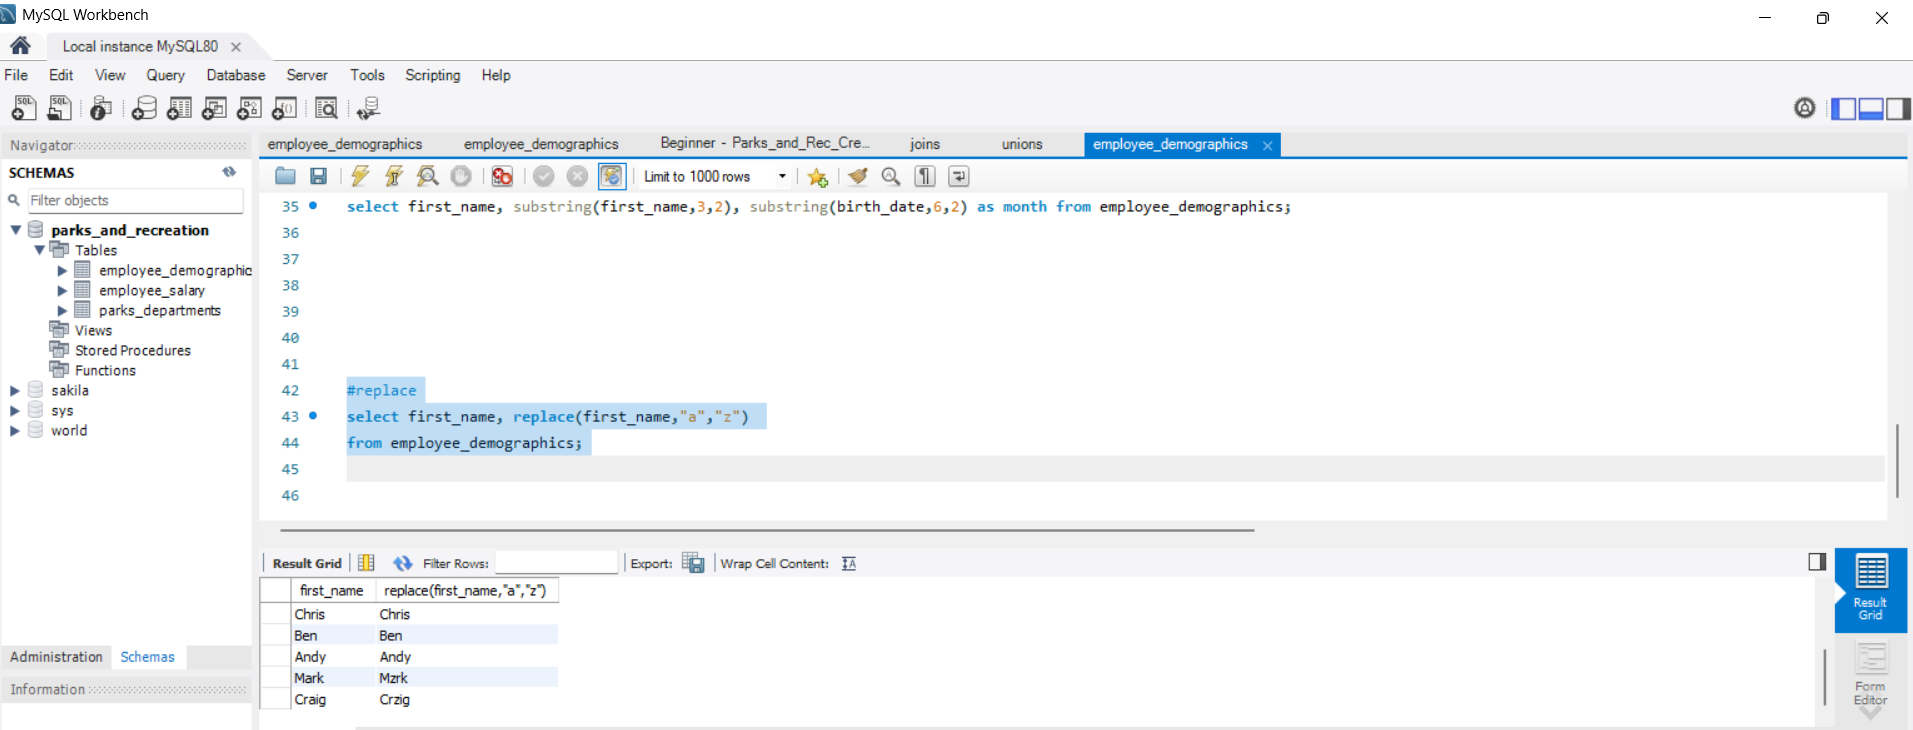 MySQL Workbench
Local instance MySQL80
File Edit View Query Database Server Tools Scripting Help
Navigator
SCHEMAS
Filter objects
parks_and_recreation
Tables
employee_demographic
employee_salary
parks_departments
Views
Stored Procedures
Functions
sakila
sys
world
Administration Schemas
Information
employee_demographics employee_demographics Beginner - Parks_and_Rec_Cre... joins unions employee_demographics
Limit to 1000 rows
35 select first_name, substring(first_name,3,2), substring(birth_date,6,2) as month from employee_demographics;
36
37
38
39
40
41
42 #replace
43 select first_name, replace(first_name,"a","z")
44 from employee_demographics;
45
46
Result Grid Filter Rows: Export: Wrap Cell Content: IA
first_name replace(first_name,"a","z")
Chris Chris
Ben Ben
Andy Andy
Mark Mzrk
Craig Crzig
Result
Grid
Form
Editor